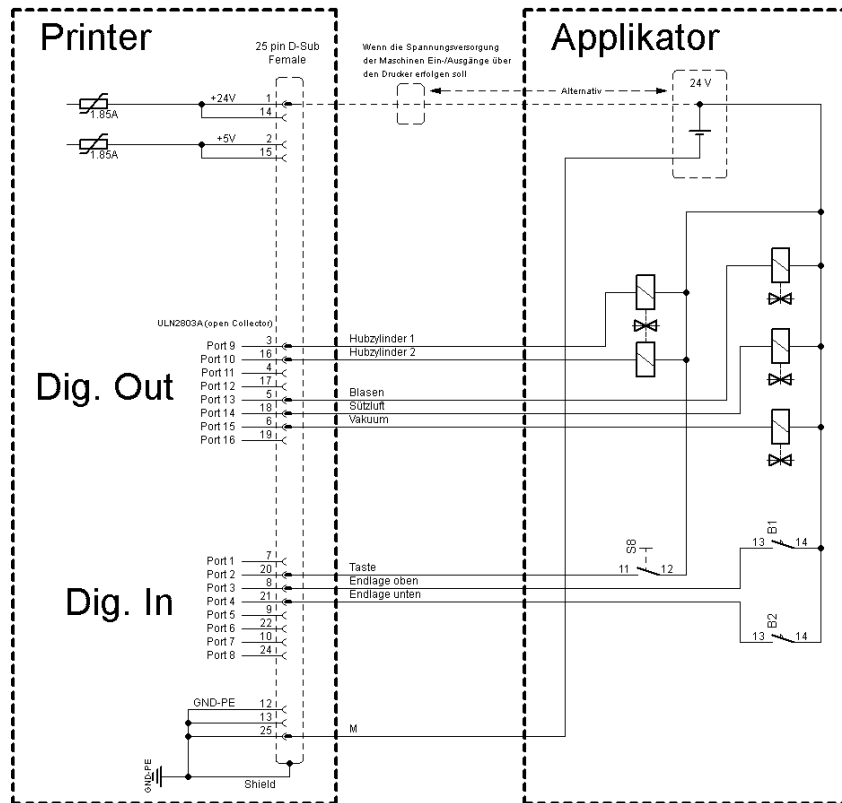 Printer
Applikator
25 pin D-Sub
Female
Wenn die Spannungsversorgung
der Maschinen Ein-/Ausgänge über
den Drucker erfolgen soll
Alternativ
24 V
+24V
1
1.85A
14
+5V
2
1.85A
15
ULN2803A (open Collector)
Dig. Out
Port 9 3 Hubzylinder 1
Port 10 16 Hubzylinder 2
Port 11 4
Port 12 17
Port 13 5 Blasen
Port 14 18 Sützluft
Port 15 6 Vakuum
Port 16 19
Dig. In
Port 1 7
Port 2 20 Taste
Port 3 8 Endlage oben
Port 4 21 Endlage unten
Port 5 9
Port 6 22
Port 7 10
Port 8 24
S8
11 12
B1
13 14
B2
13 14
GND-PE 12
13
25 M
GND-PE
Shield